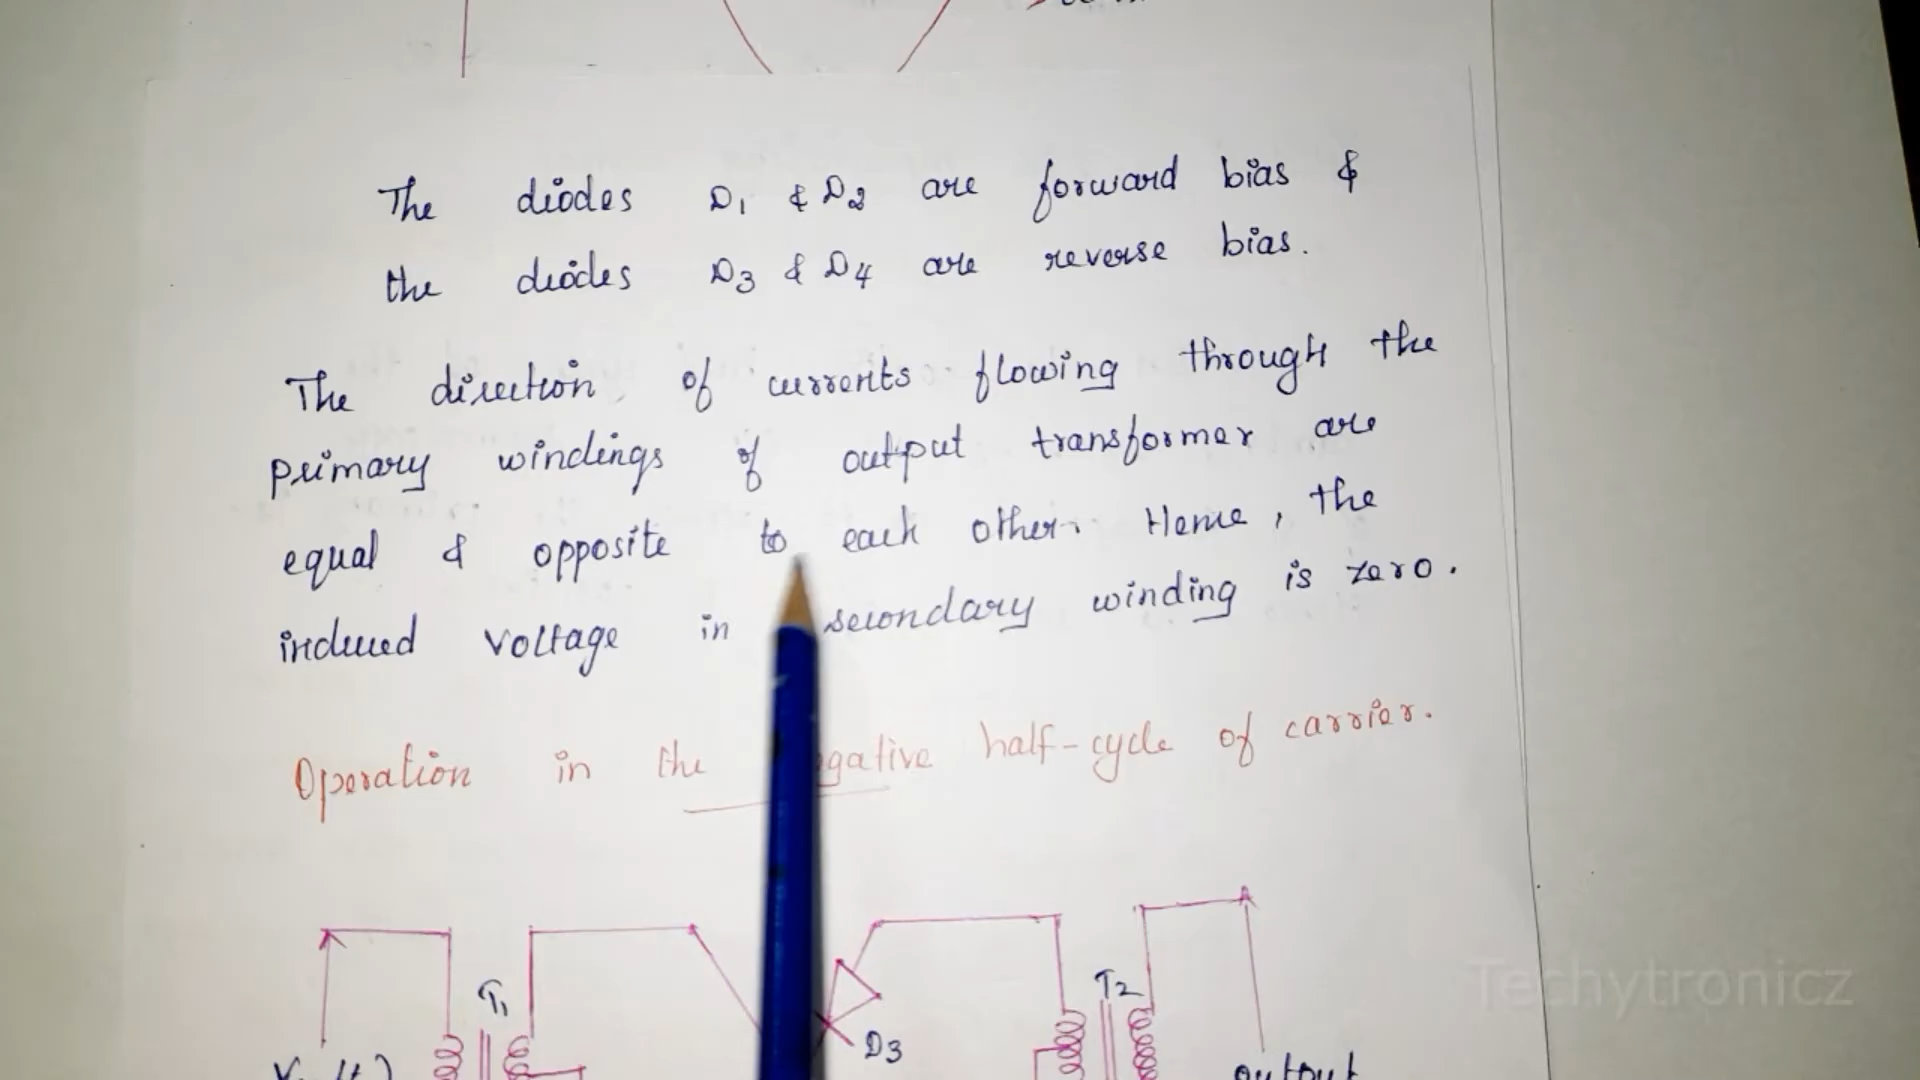 The diodes D1 & D2 are forward bias &
the diodes D3 & D4 are reverse bias.
The direction of currents flowing through the
primary windings of output transformer are
equal & opposite to each other. Hence, the
induced voltage in secondary winding is zero.
Operation in the half-cycle of carrier.
T1
T2
D3
output
Techytronicz